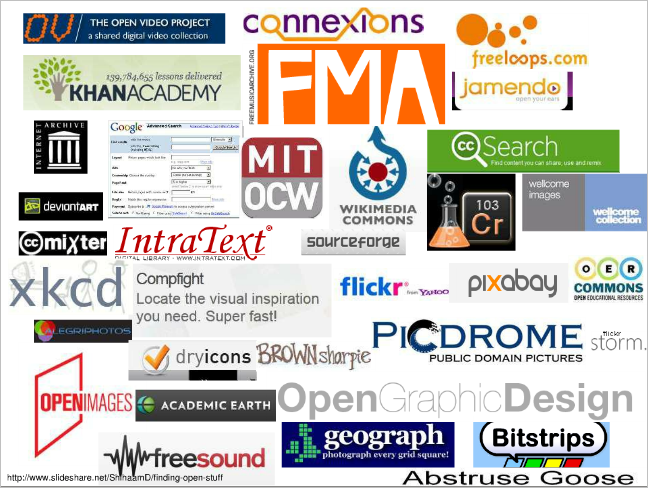 THE OPEN VIDEO PROJECT
a shared digital video collection
connexions
freeloops.com
139,784,655 lessons delivered
KHANACADEMY
FREEMUSICARCHIVE.ORG
FMA
jamendo
open your ears
INTERNET
ARCHIVE
Google Advanced Search
MIT
OCW
WIKIMEDIA
COMMONS
cc Search
Find content you can share, use and remix
deviantART
103
Cr
wellcome
images
wellcome
collection
cc mixter
IntraText®
DIGITAL LIBRARY - WWW.INTRATEXT.COM
SOURCEFORGE
xkcd
Compfight
Locate the visual inspiration
you need. Super fast!
flickr from YAHOO
pixabay
OER
COMMONS
OPEN EDUCATIONAL RESOURCES
ALEGRIPHOTOS
dryicons
BROWNsharpie
PICDROME
PUBLIC DOMAIN PICTURES
flickr
storm.
OPENIMAGES
ACADEMIC EARTH
OpenGraphicDesign
freesound
geograph
photograph every grid square!
Bitstrips
Abstruse Goose
http://www.slideshare.net/ShihaamD/finding-open-stuff